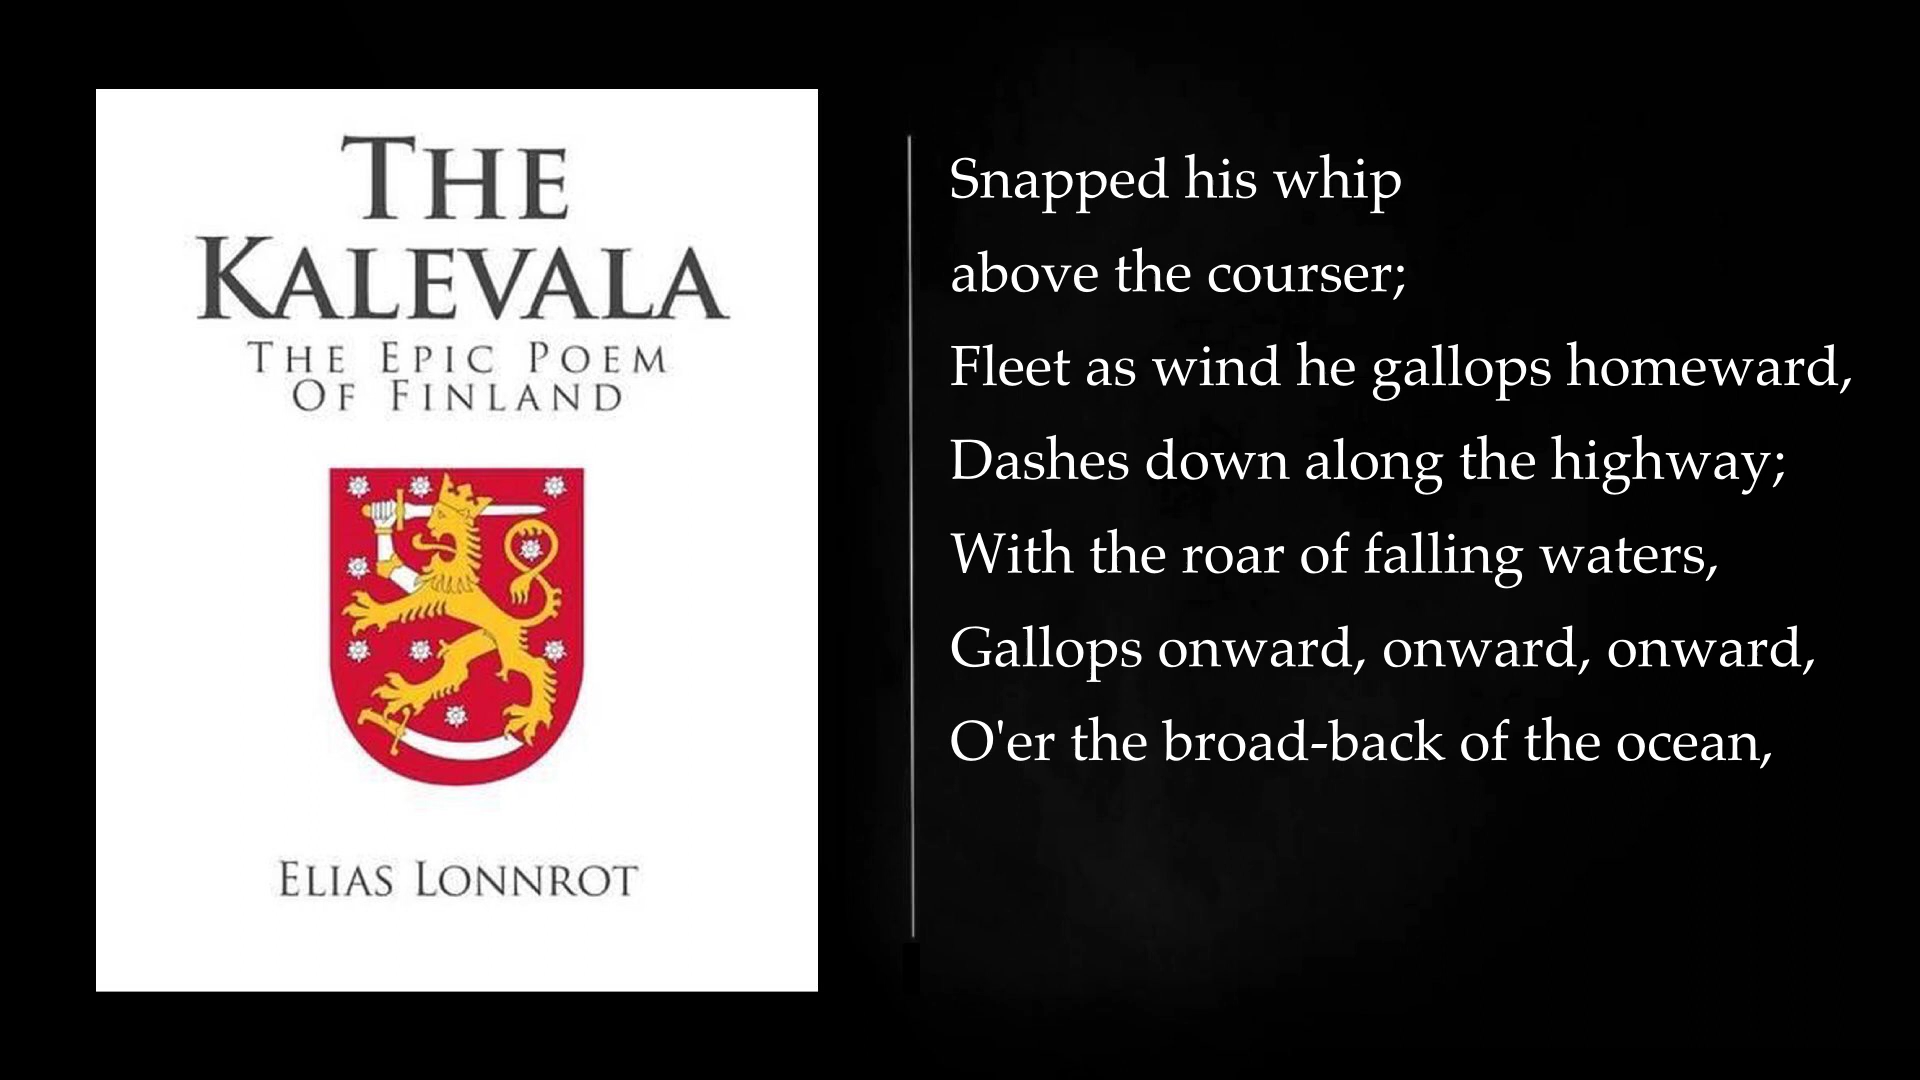 THE
KALEVALA
THE EPIC POEM
OF FINLAND
ELIAS LONNROT
Snapped his whip
above the courser;
Fleet as wind he gallops homeward,
Dashes down along the highway;
With the roar of falling waters,
Gallops onward, onward, onward,
O'er the broad-back of the ocean,